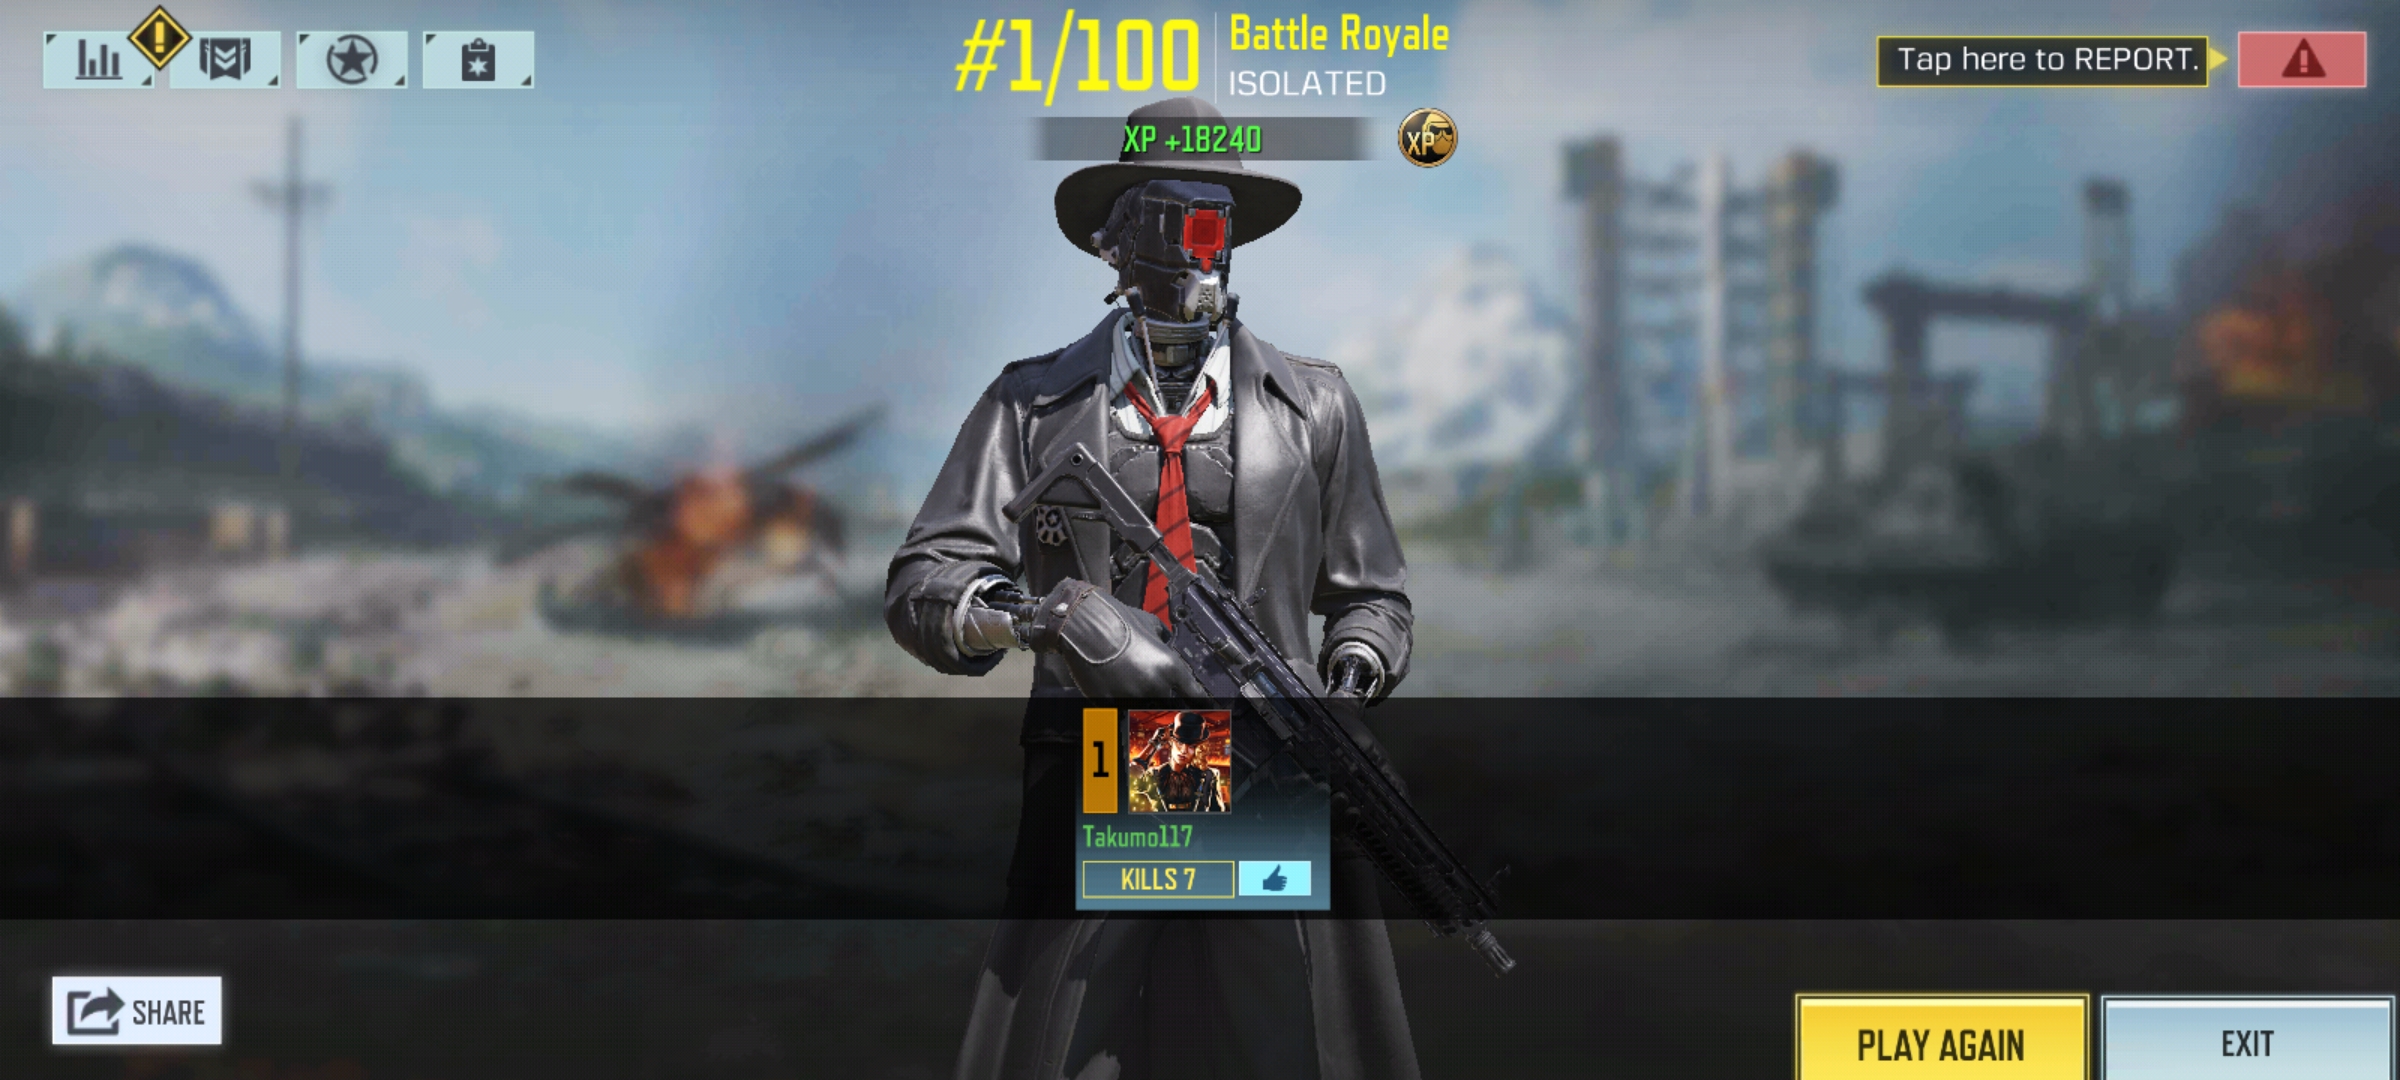 #1/100
Battle Royale
ISOLATED
Tap here to REPORT.
XP +18240
XP
1
Takumo117
KILLS 7
SHARE
PLAY AGAIN
EXIT